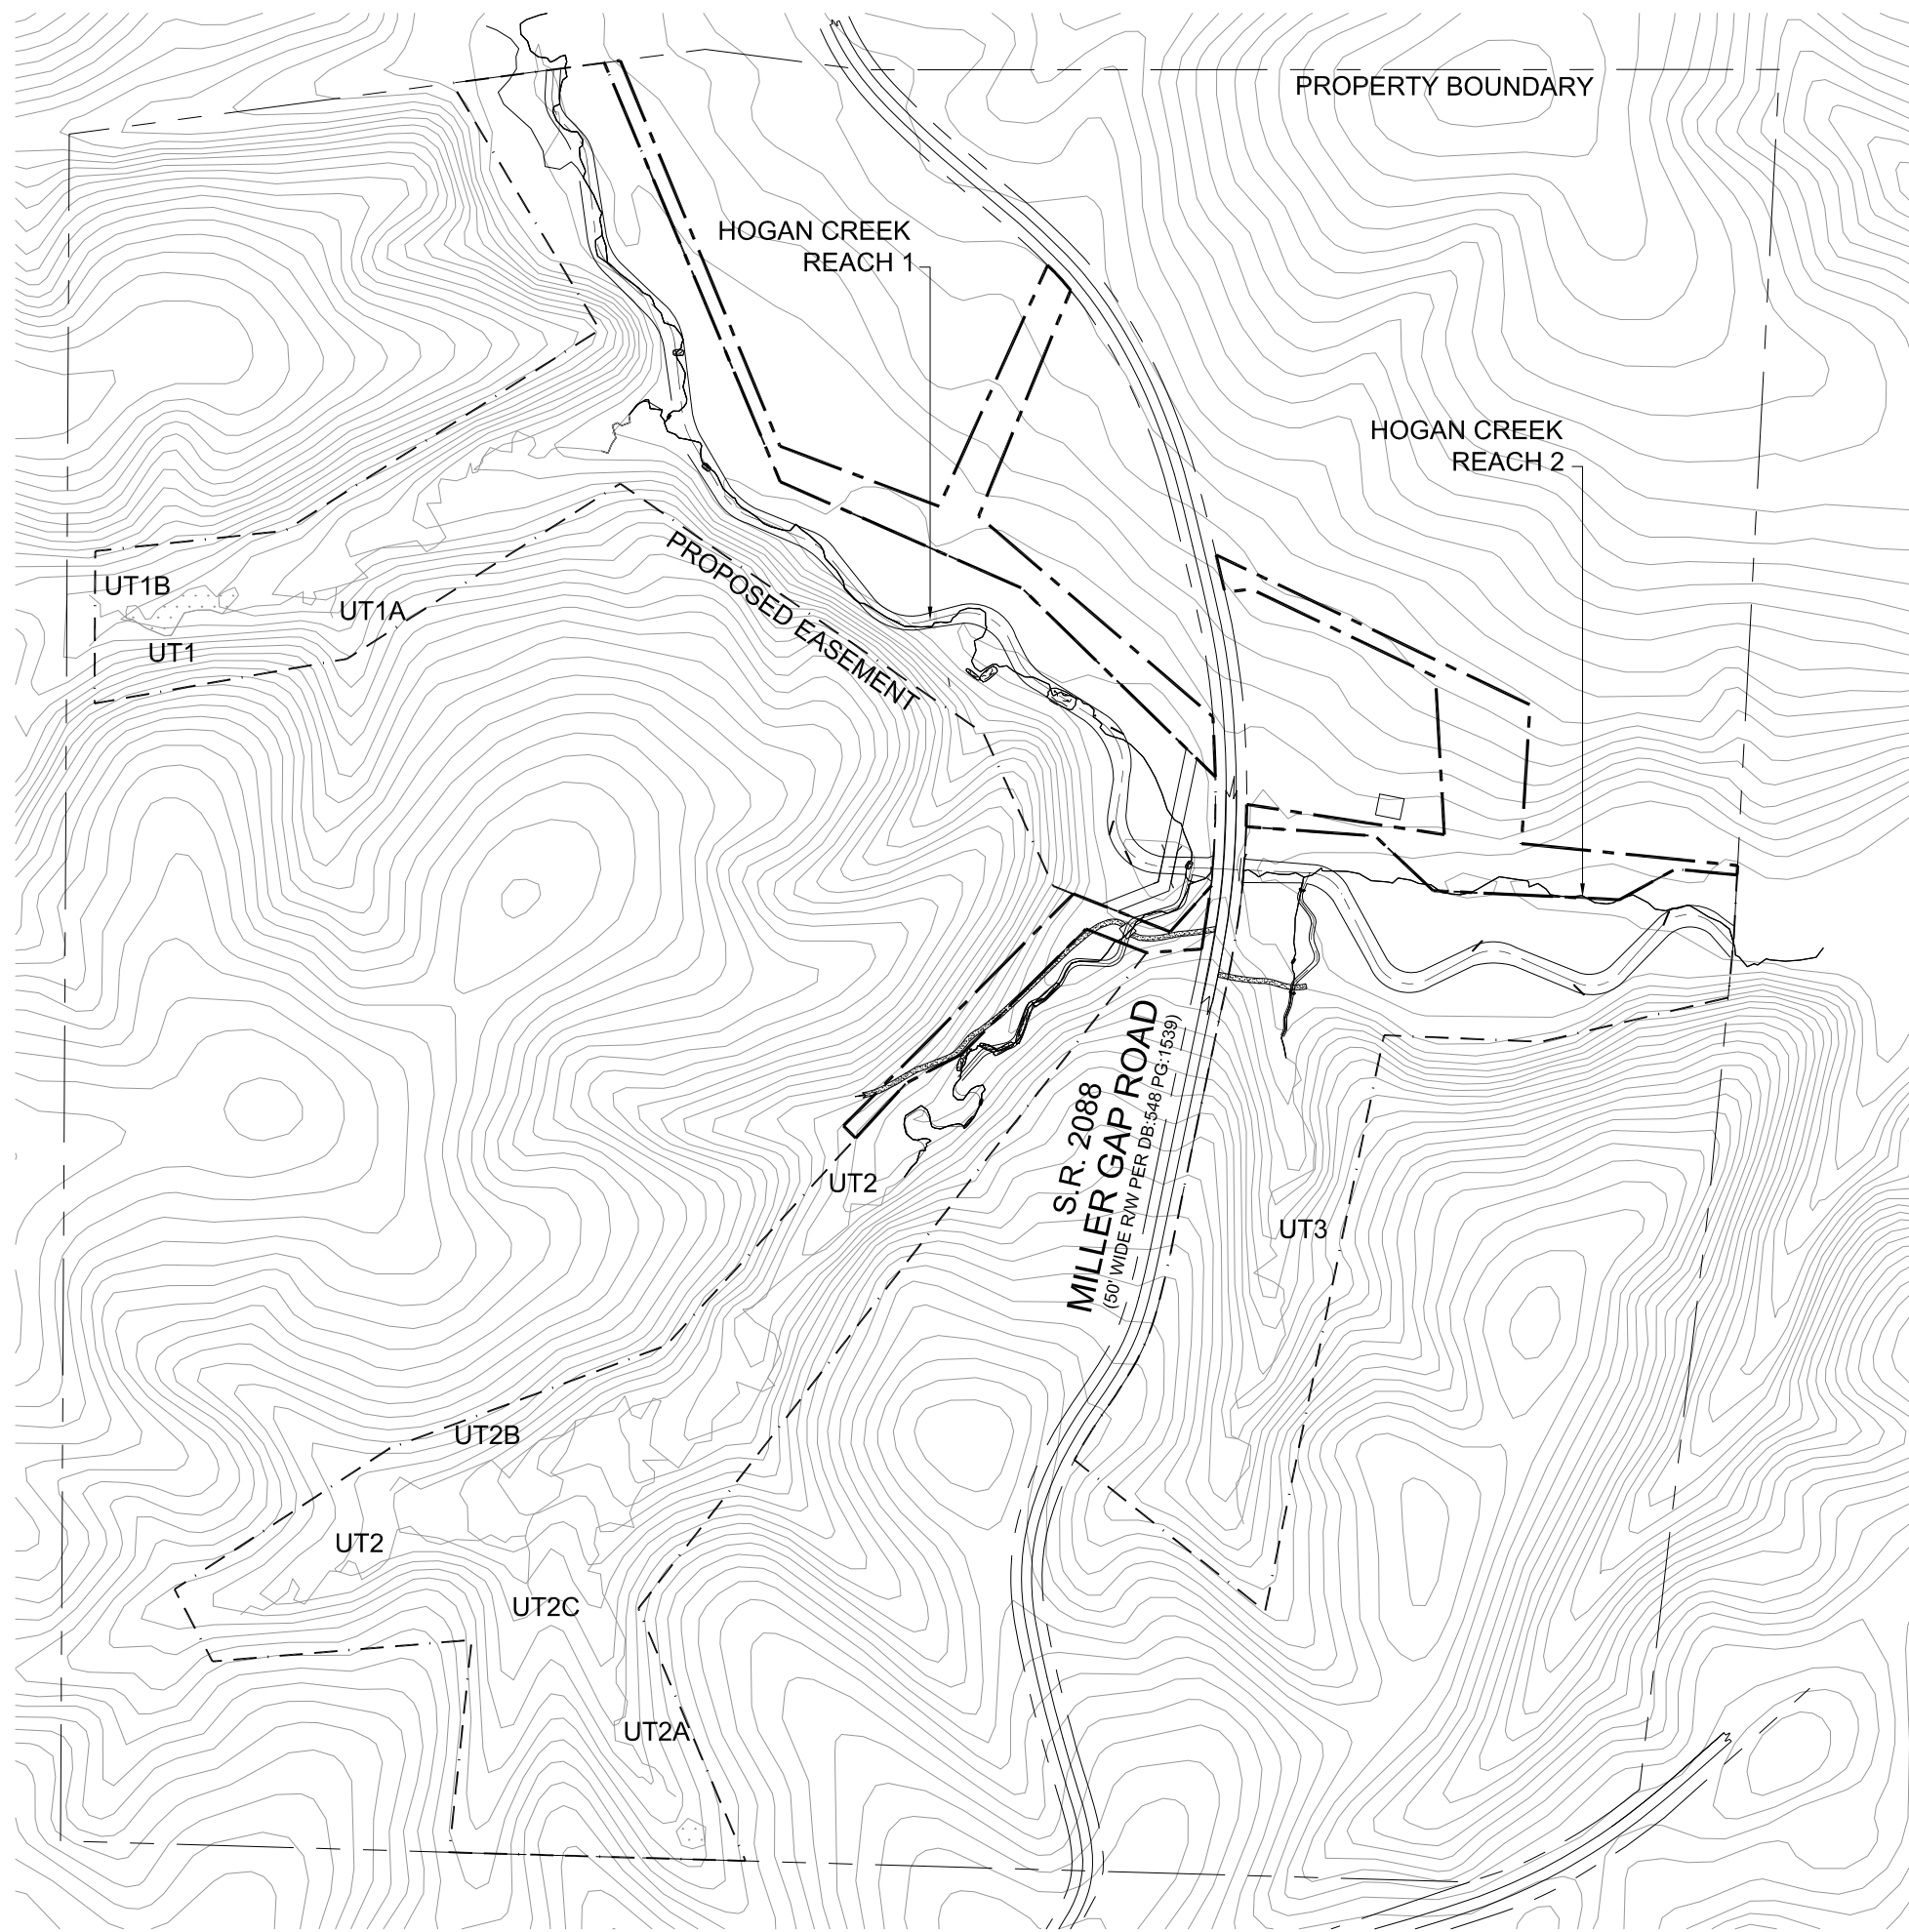 PROPERTY BOUNDARY
HOGAN CREEK
REACH 1
HOGAN CREEK
REACH 2
PROPOSED EASEMENT
UT1B
UT1A
UT1
S.R. 2088
MILLER GAP ROAD
(50' WIDE R/W PER DB:548 PG:1539)
UT2
UT3
UT2B
UT2
UT2C
UT2A